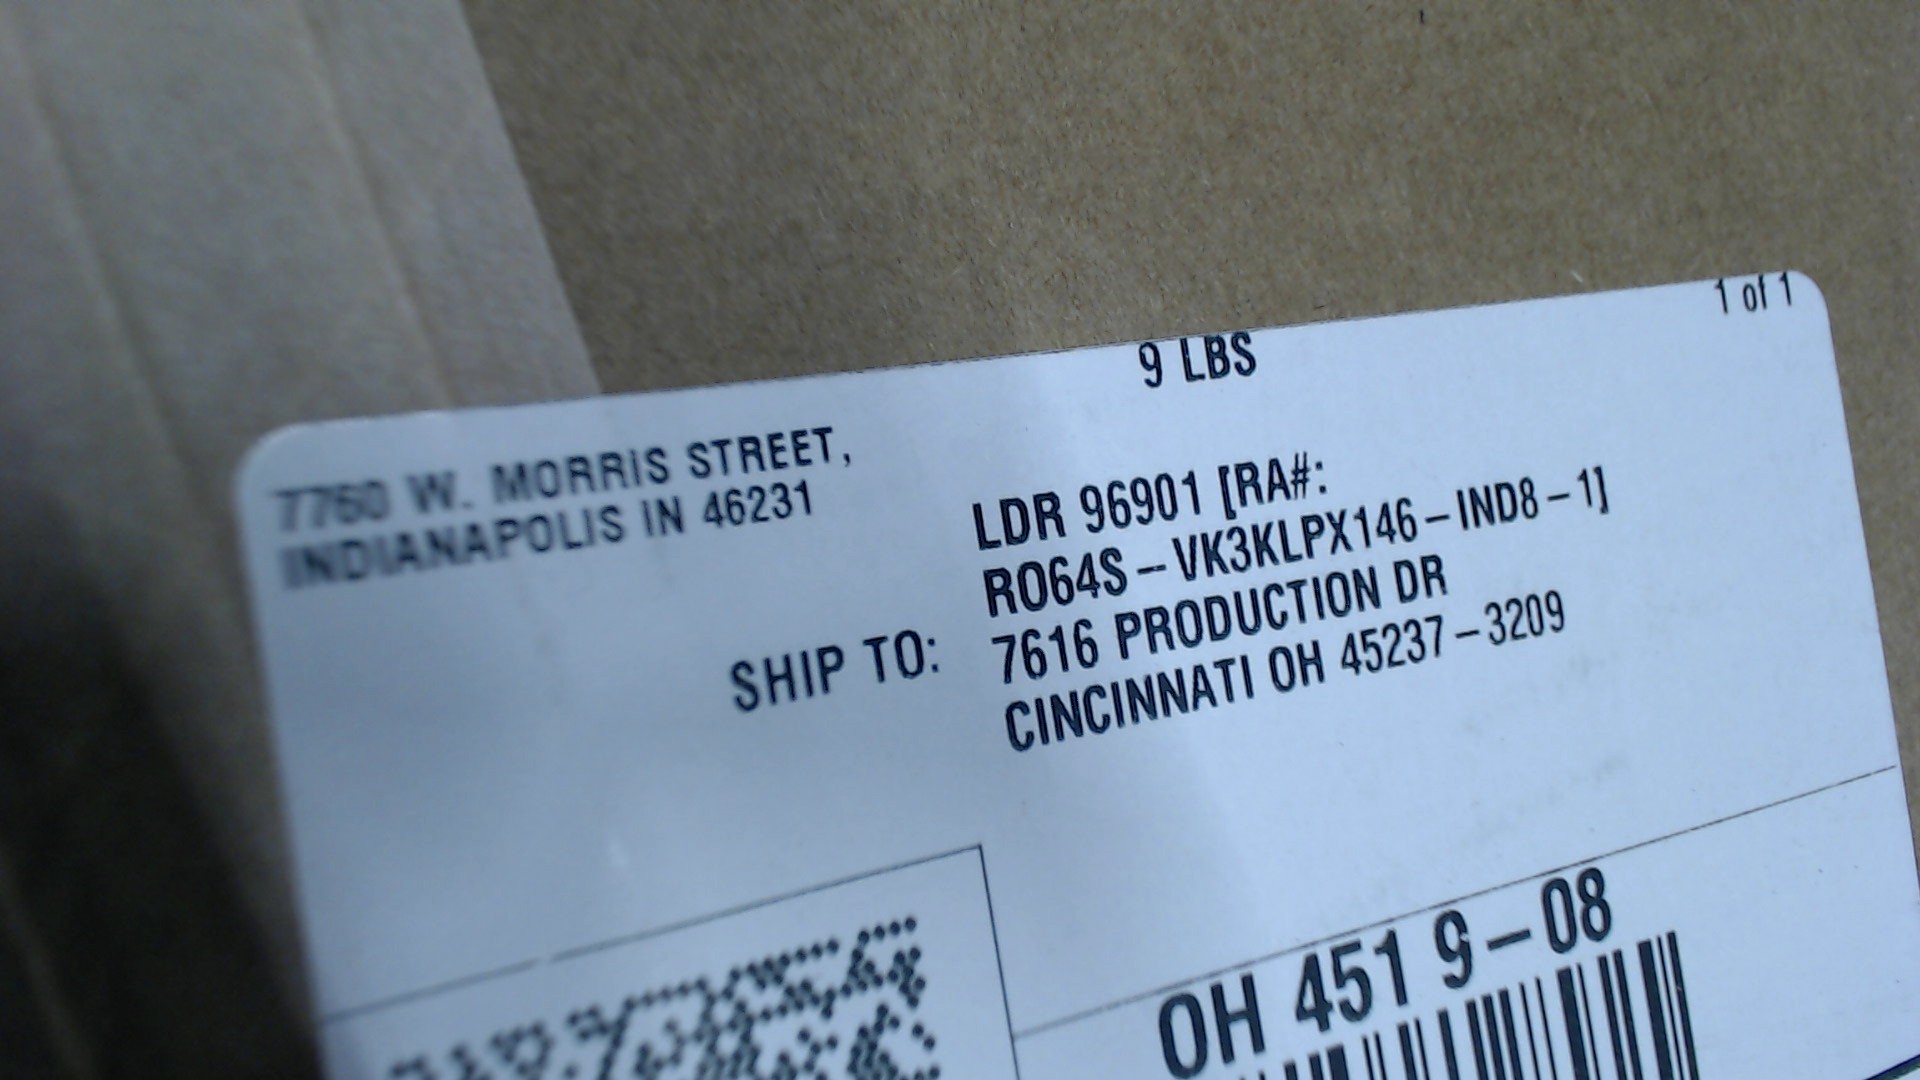 1 of 1
9 LBS
7760 W. MORRIS STREET,
INDIANAPOLIS IN 46231
SHIP TO:
LDR 96901 [RA#:
RO64S-VK3KLPX146-IND8-1]
7616 PRODUCTION DR
CINCINNATI OH 45237-3209
OH 451 9-08